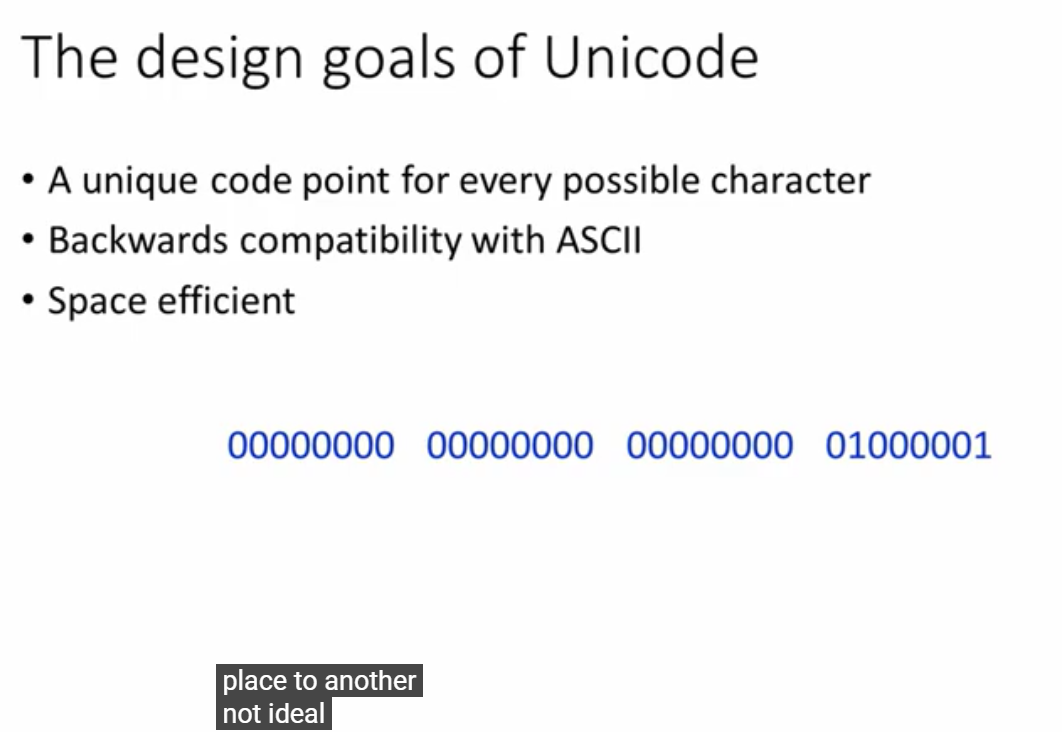 The design goals of Unicode
• A unique code point for every possible character
• Backwards compatibility with ASCII
• Space efficient
00000000 00000000 00000000 01000001
place to another
not ideal